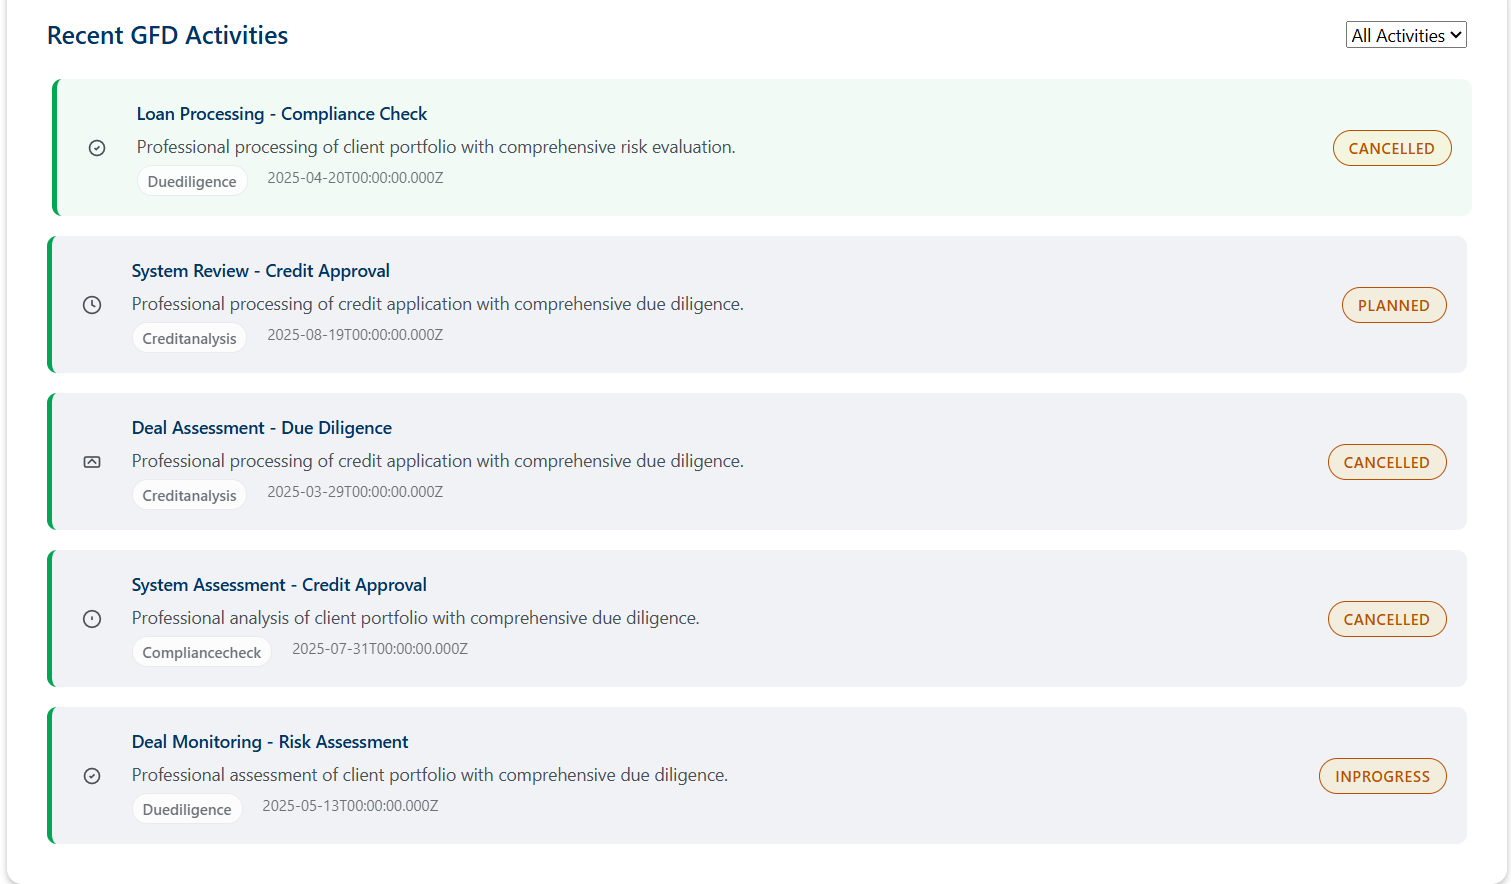 Recent GFD Activities
All Activities
Loan Processing - Compliance Check
Professional processing of client portfolio with comprehensive risk evaluation.
Duediligence 2025-04-20T00:00:00.000Z
CANCELLED
System Review - Credit Approval
Professional processing of credit application with comprehensive due diligence.
Creditanalysis 2025-08-19T00:00:00.000Z
PLANNED
Deal Assessment - Due Diligence
Professional processing of credit application with comprehensive due diligence.
Creditanalysis 2025-03-29T00:00:00.000Z
CANCELLED
System Assessment - Credit Approval
Professional analysis of client portfolio with comprehensive due diligence.
Compliancecheck 2025-07-31T00:00:00.000Z
CANCELLED
Deal Monitoring - Risk Assessment
Professional assessment of client portfolio with comprehensive due diligence.
Duediligence 2025-05-13T00:00:00.000Z
INPROGRESS